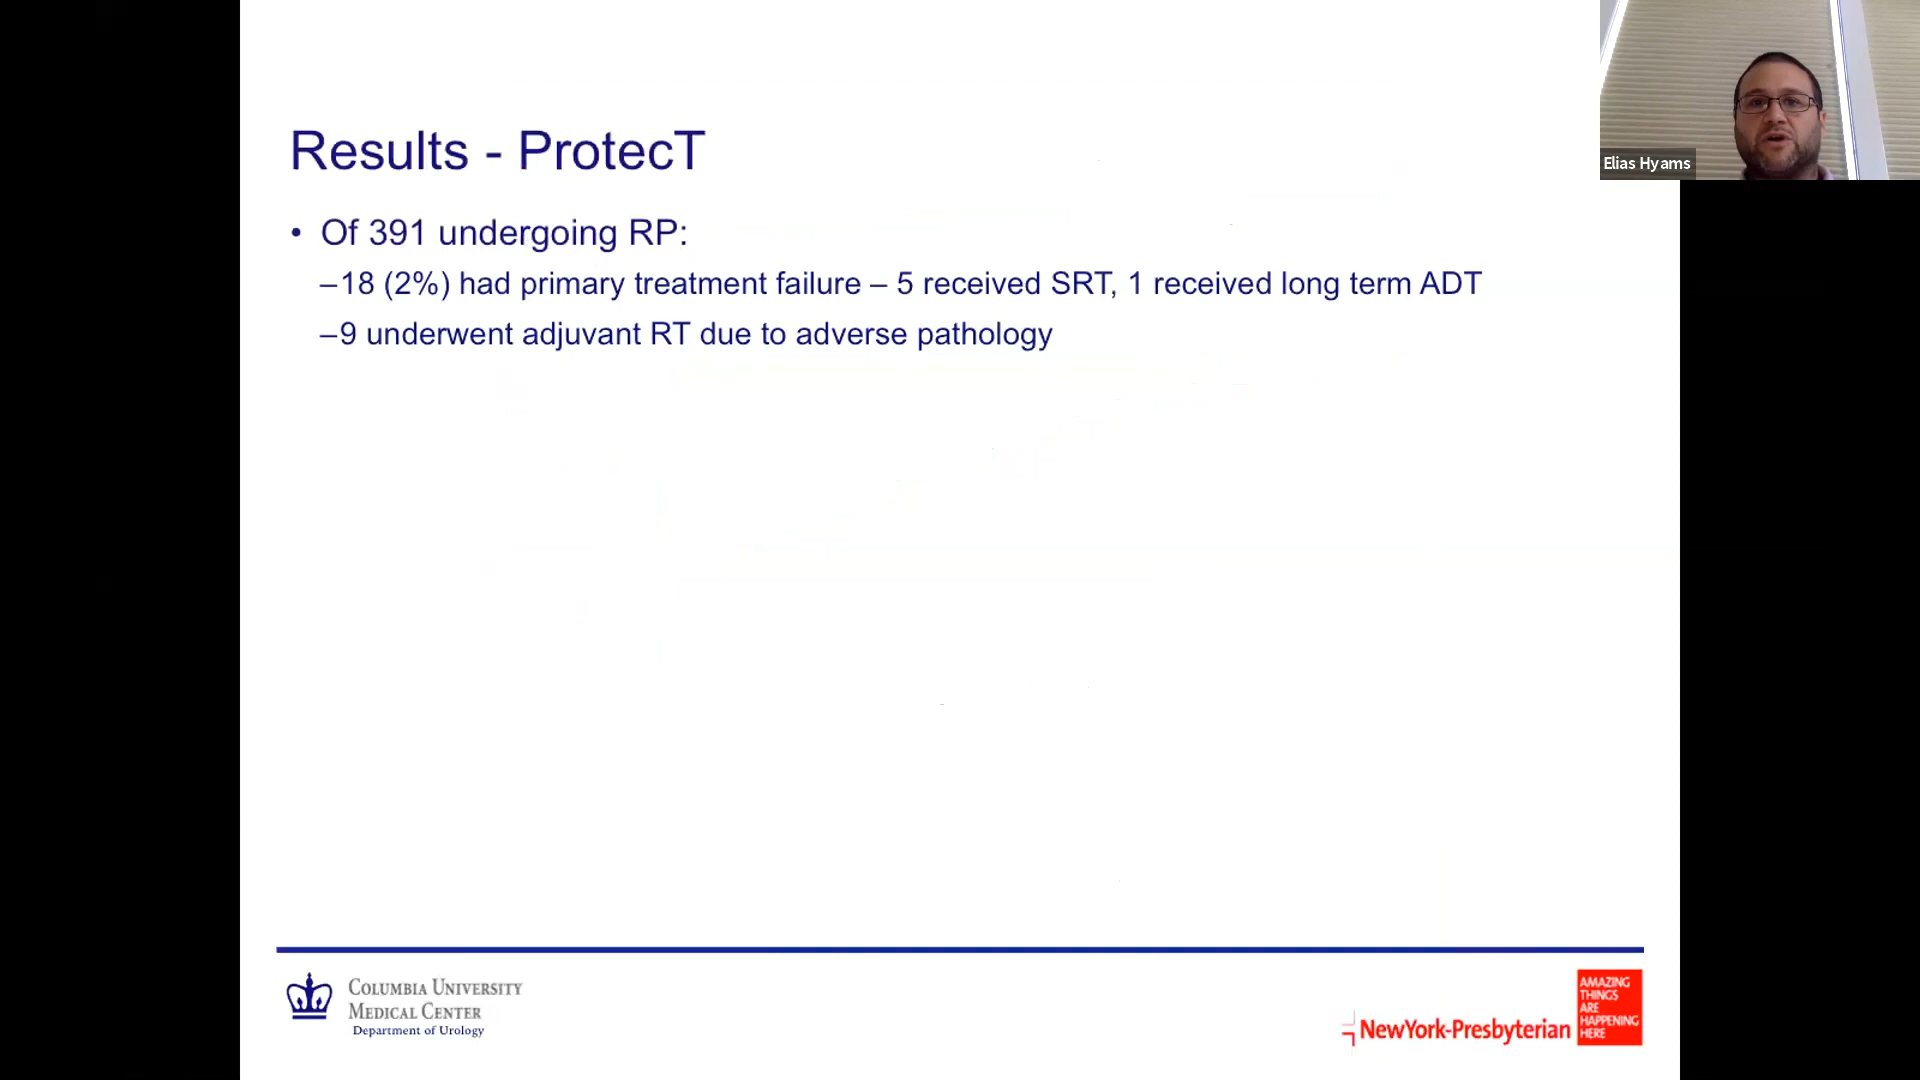 Results - ProtecT
• Of 391 undergoing RP:
–18 (2%) had primary treatment failure – 5 received SRT, 1 received long term ADT
–9 underwent adjuvant RT due to adverse pathology
Elias Hyams
COLUMBIA UNIVERSITY
MEDICAL CENTER
Department of Urology
NewYork-Presbyterian
AMAZING
THINGS
ARE
HAPPENING
HERE